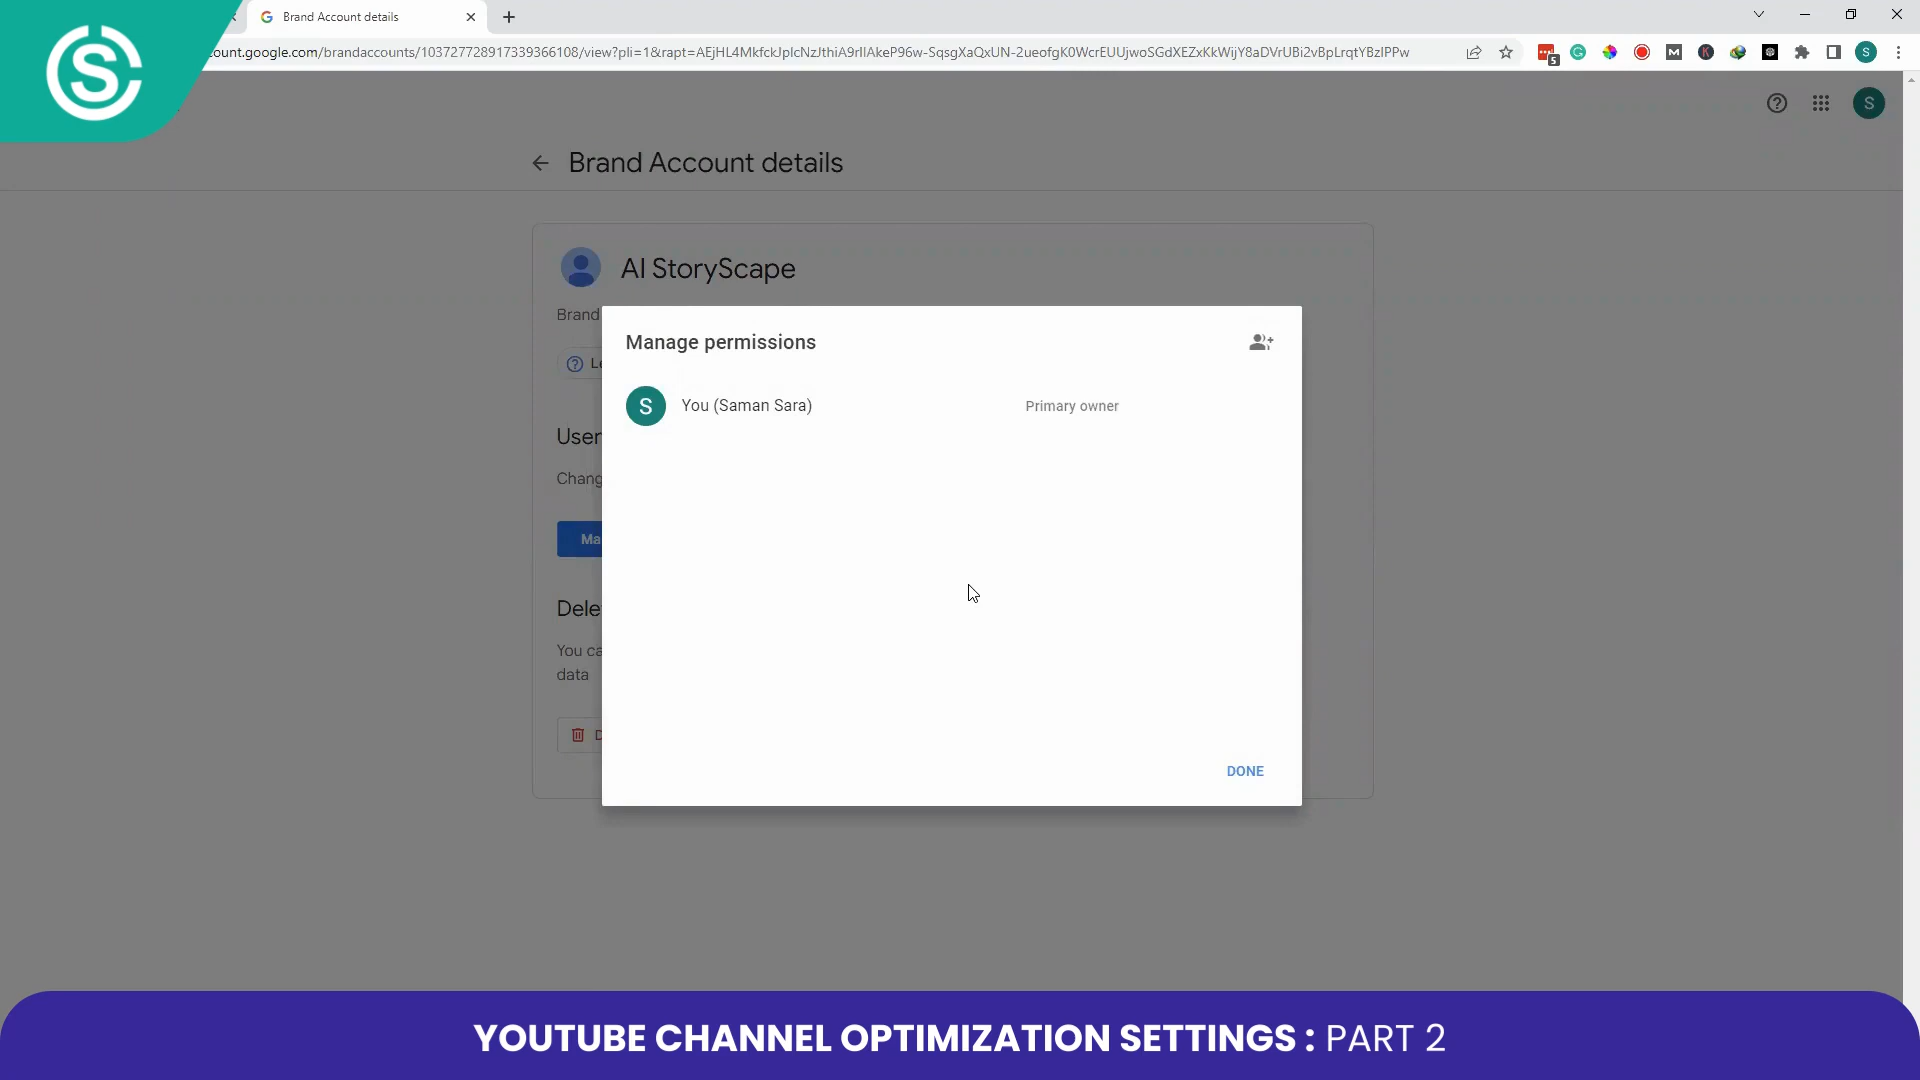 Brand Account details
ount.google.com/brandaccounts/103727728917339366108/view?pli=1&rapt=AEjHL4MkfckJplcNzJthiA9rllAkeP96w-SqsgXaQxUN-2ueofgK0WcrEUUjwoSGdXEZxKkWijY8aDVrUBi2vBpLrqtYBzlPPw
5
S
S
Brand Account details
AI StoryScape
Brand
Le
Manage permissions
S
You (Saman Sara)
Primary owner
User
Chang
Ma
Dele
You ca
data
D
DONE
YOUTUBE CHANNEL OPTIMIZATION SETTINGS : PART 2